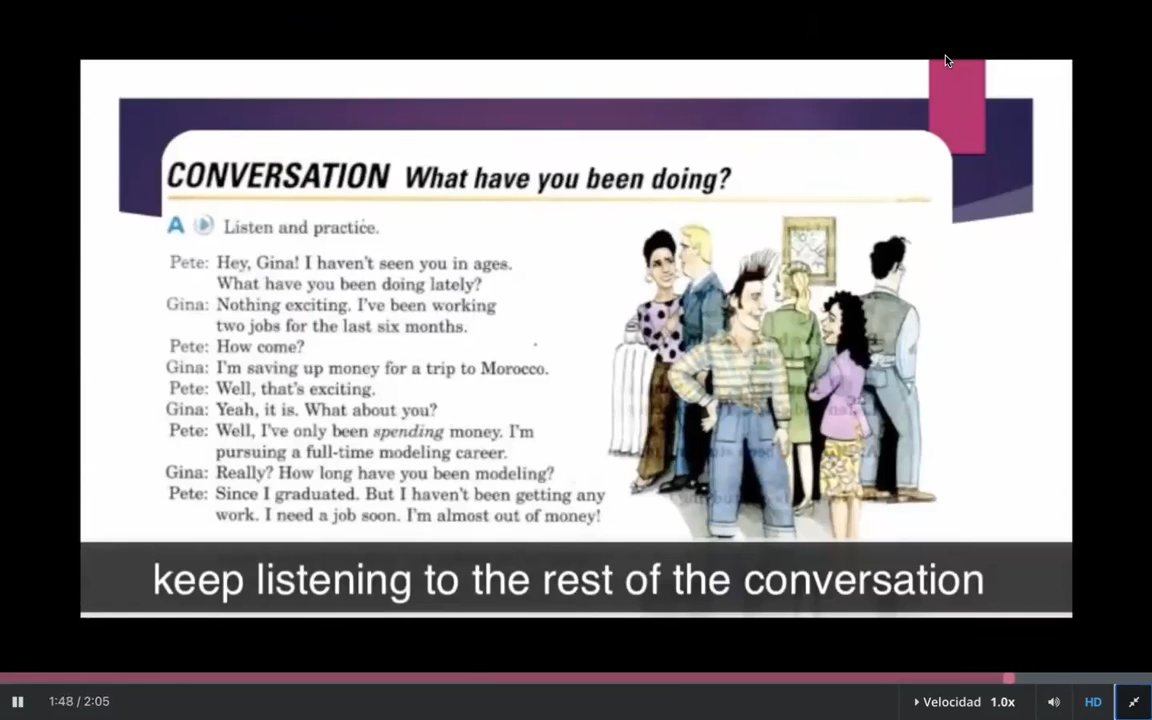 CONVERSATION What have you been doing?
A Listen and practice.
Pete: Hey, Gina! I haven't seen you in ages.
What have you been doing lately?
Gina: Nothing exciting. I've been working
two jobs for the last six months.
Pete: How come?
Gina: I'm saving up money for a trip to Morocco.
Pete: Well, that's exciting.
Gina: Yeah, it is. What about you?
Pete: Well, I've only been spending money. I'm
pursuing a full-time modeling career.
Gina: Really? How long have you been modeling?
Pete: Since I graduated. But I haven't been getting any
work. I need a job soon. I'm almost out of money!
keep listening to the rest of the conversation
1:48 / 2:05
Velocidad 1.0x
HD